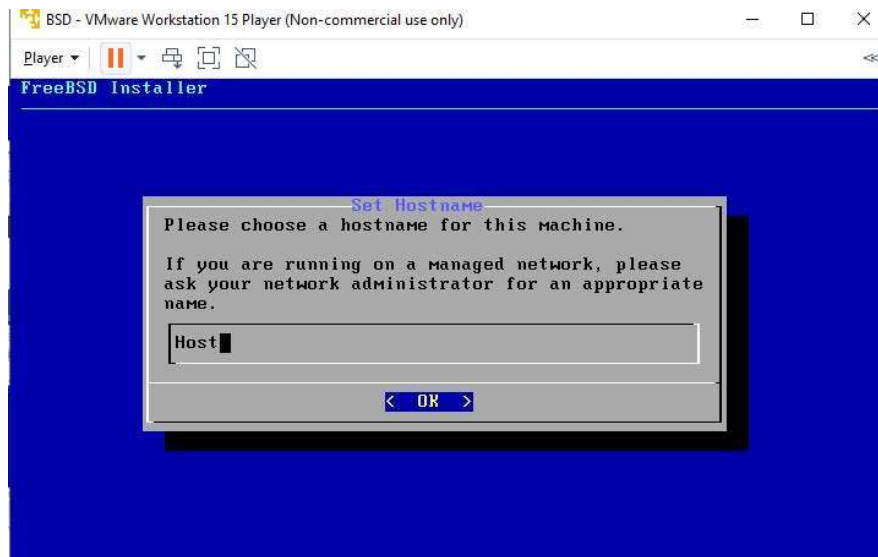 BSD - VMware Workstation 15 Player (Non-commercial use only)
Player
FreeBSD Installer
Set Hostname
Please choose a hostname for this machine.
If you are running on a managed network, please
ask your network administrator for an appropriate
name.
Host
< OK >